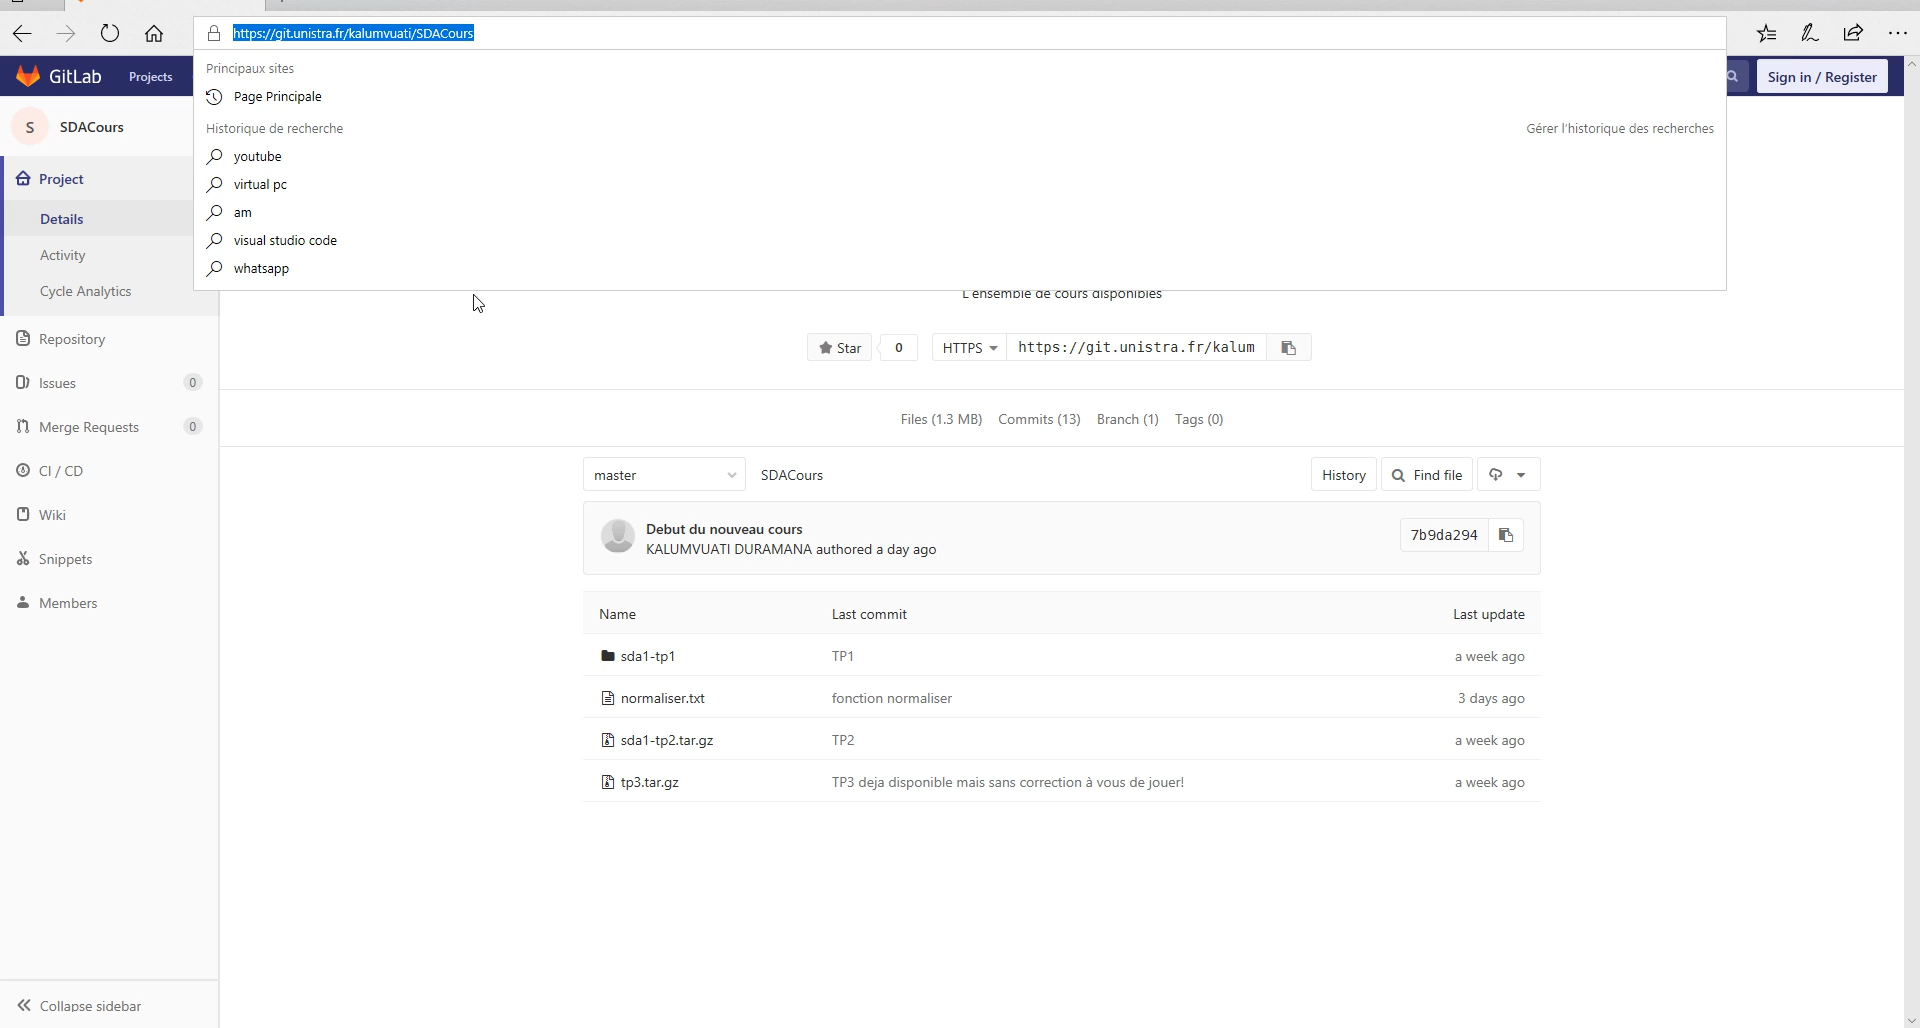 https://git.unistra.fr/kalumvuati/SDACours
Principaux sites
Page Principale
Historique de recherche
Gérer l'historique des recherches
youtube
virtual pc
am
visual studio code
whatsapp
GitLab
Projects
Sign in / Register
S
SDACours
Project
Details
Activity
Cycle Analytics
Repository
Issues 0
Merge Requests 0
CI / CD
Wiki
Snippets
Members
Collapse sidebar
L'ensemble de cours disponibles
Star 0 HTTPS https://git.unistra.fr/kalum
Files (1.3 MB) Commits (13) Branch (1) Tags (0)
master SDACours History Find file
Debut du nouveau cours
KALUMVUATI DURAMANA authored a day ago
7b9da294
Name Last commit Last update
sda1-tp1 TP1 a week ago
normaliser.txt fonction normaliser 3 days ago
sda1-tp2.tar.gz TP2 a week ago
tp3.tar.gz TP3 deja disponible mais sans correction à vous de jouer! a week ago